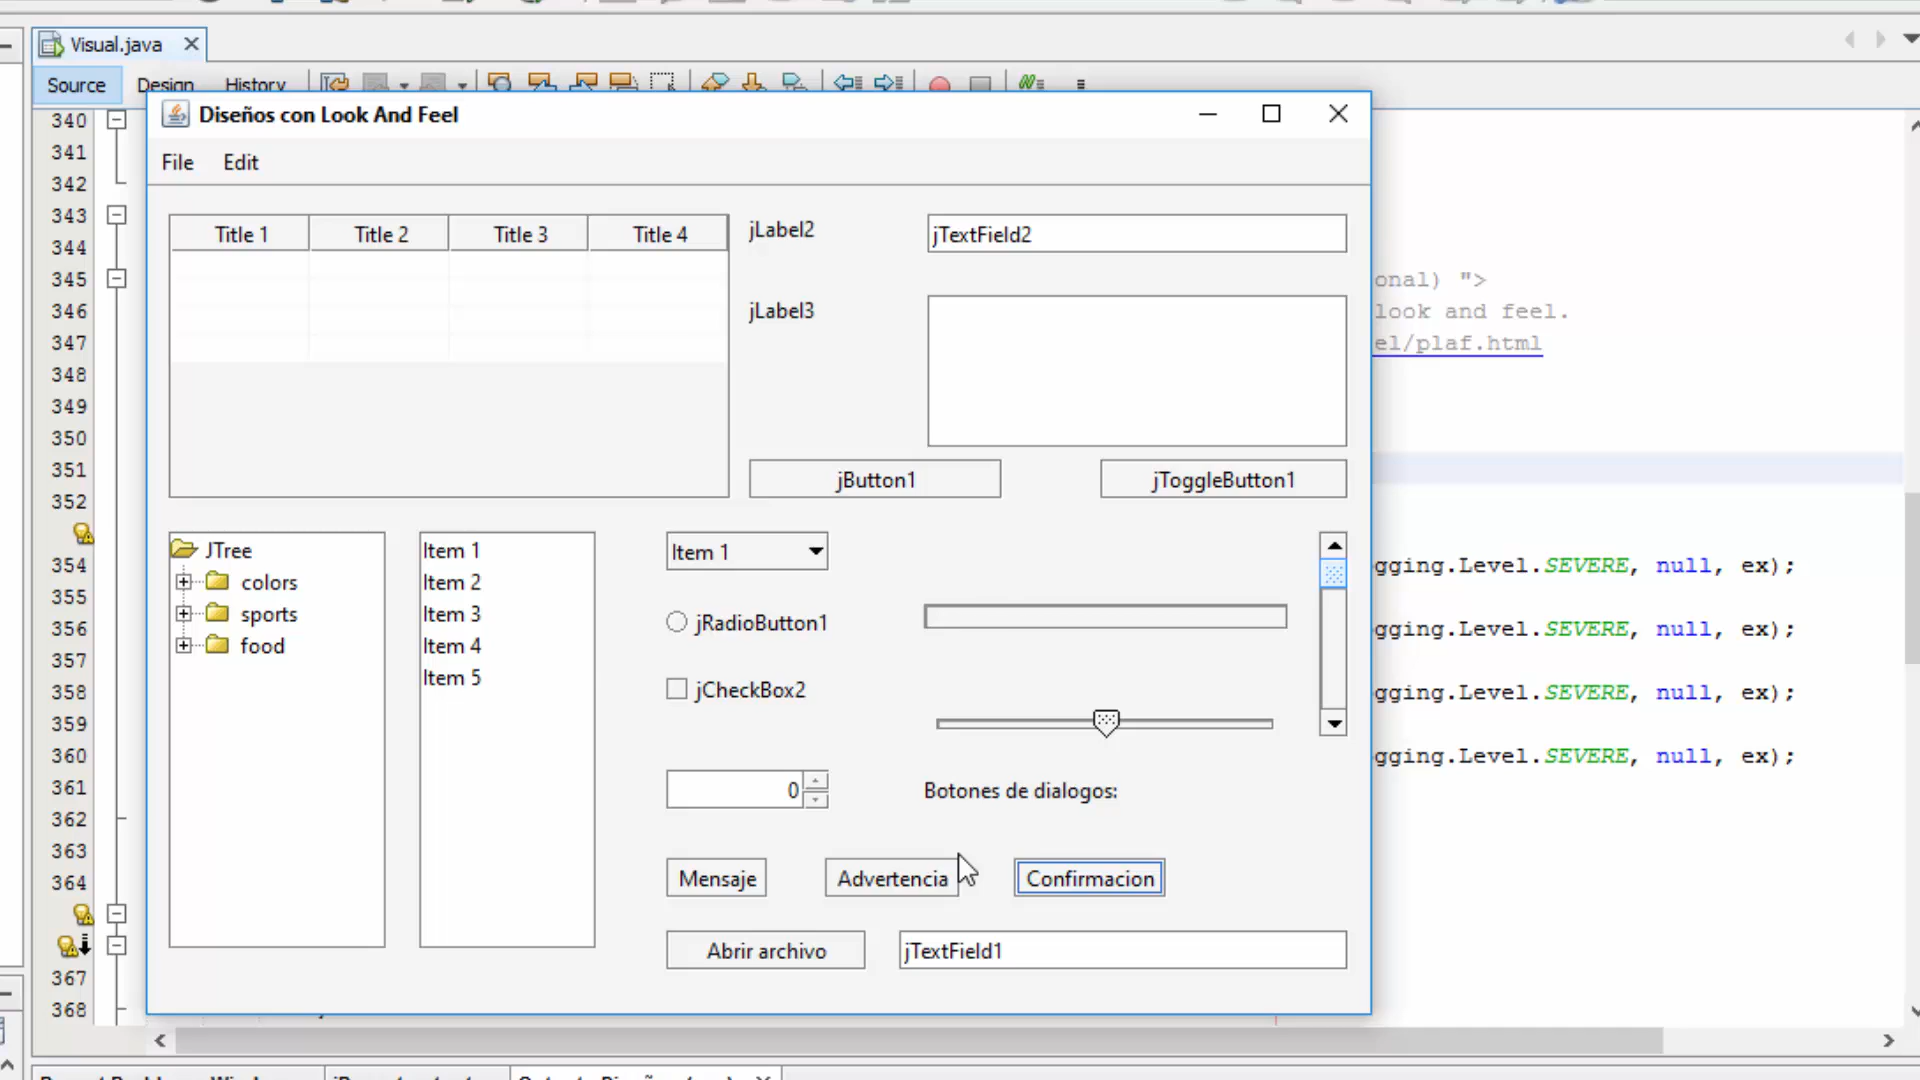 Visual.java
Source Design History
Diseños con Look And Feel
File Edit
Title 1 Title 2 Title 3 Title 4
jLabel2
jTextField2
jLabel3
jButton1
jToggleButton1
JTree
colors
sports
food
Item 1
Item 2
Item 3
Item 4
Item 5
Item 1
jRadioButton1
jCheckBox2
0
Botones de dialogos:
Mensaje
Advertencia
Confirmacion
Abrir archivo
jTextField1
340
341
342
343
344
345
346
347
348
349
350
351
352
354
355
356
357
358
359
360
361
362
363
364
367
368
onal) ">
look and feel.
el/plaf.html
gging.Level.SEVERE, null, ex);
gging.Level.SEVERE, null, ex);
gging.Level.SEVERE, null, ex);
gging.Level.SEVERE, null, ex);